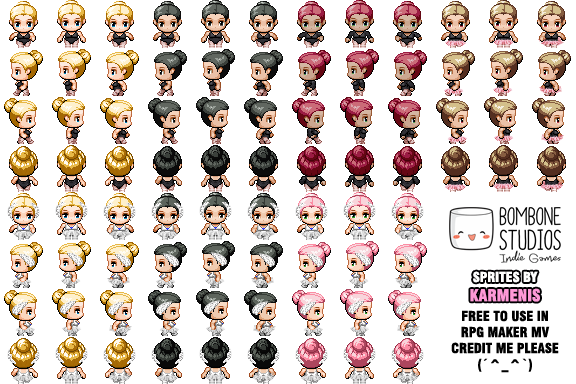 BOMBONE
STUDIOS
Indie Games
SPRITES BY
KARMENIS
FREE TO USE IN
RPG MAKER MV
CREDIT ME PLEASE
(´^_^`)